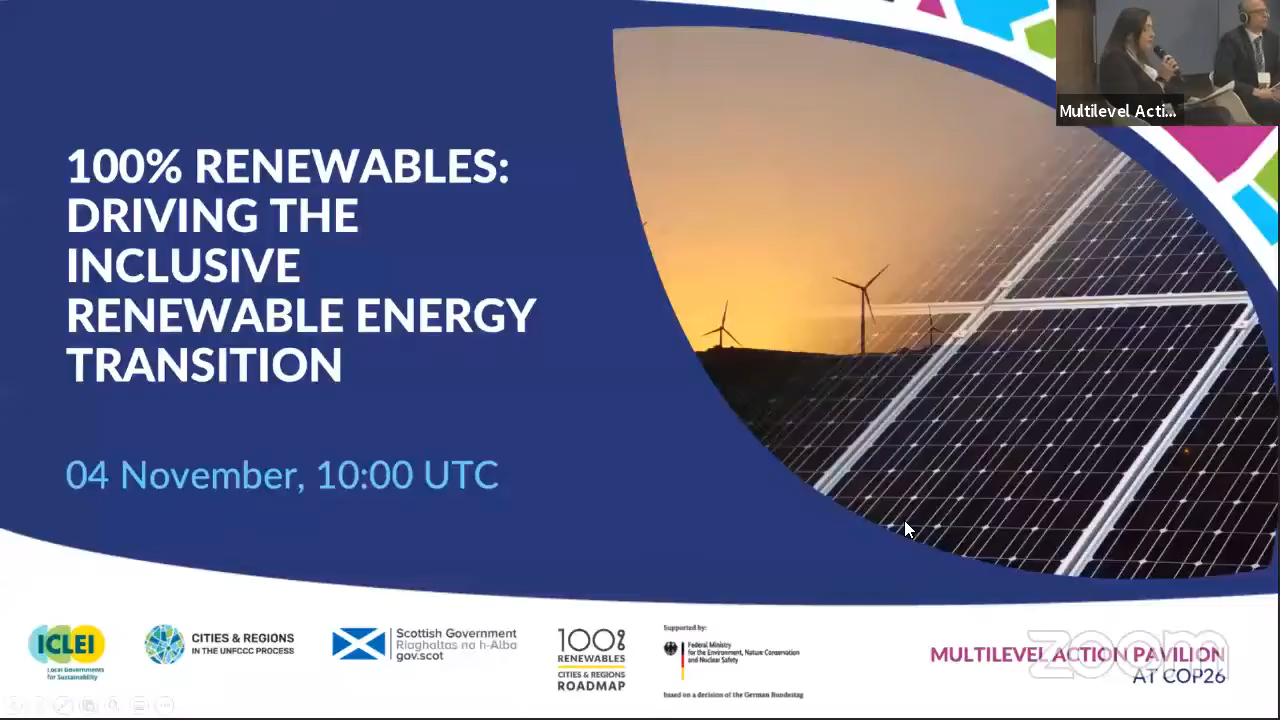 Multilevel Acti...
100% RENEWABLES:
DRIVING THE
INCLUSIVE
RENEWABLE ENERGY
TRANSITION
04 November, 10:00 UTC
ICLEI
Local Governments
for Sustainability
CITIES & REGIONS
IN THE UNFCCC PROCESS
Scottish Government
Riaghaltas na h-Alba
gov.scot
100%
RENEWABLES
CITIES & REGIONS
ROADMAP
Supported by:
Federal Ministry
for the Environment, Nature Conservation
and Nuclear Safety
based on a decision of the German Bundestag
MULTILEVEL ACTION PAVILION
AT COP26
zoom